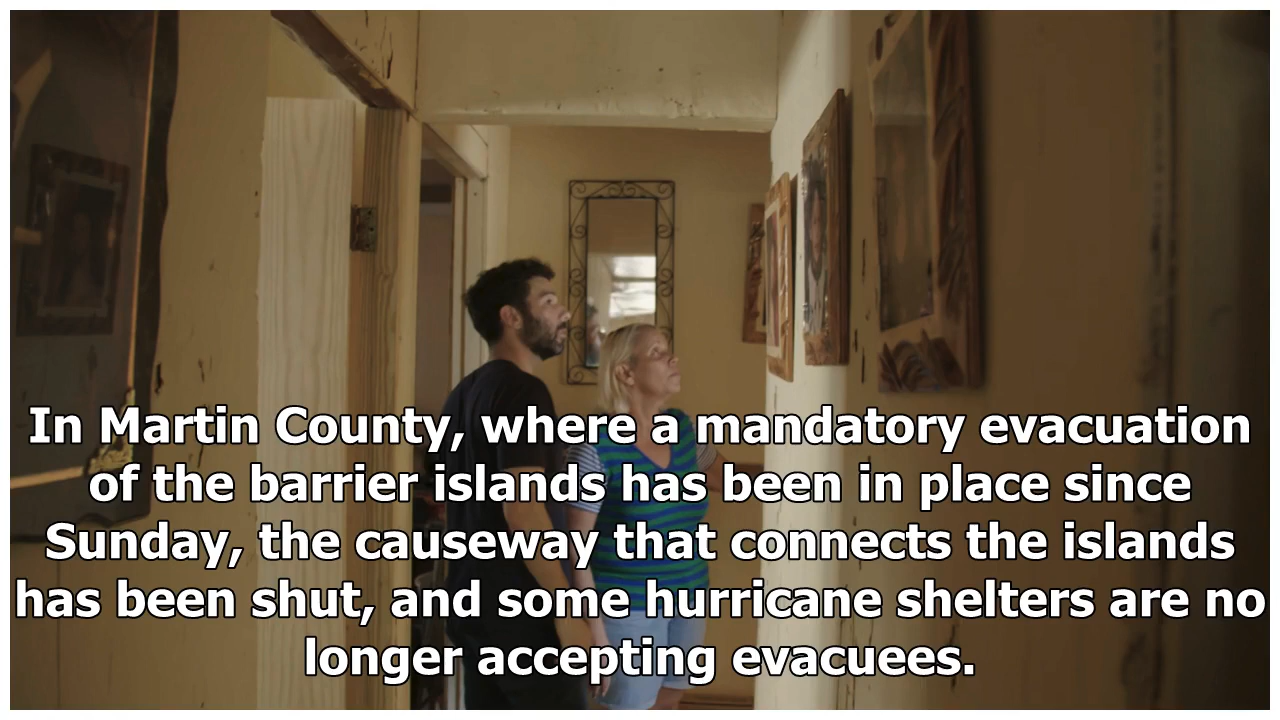 In Martin County, where a mandatory evacuation
of the barrier islands has been in place since
Sunday, the causeway that connects the islands
has been shut, and some hurricane shelters are no
longer accepting evacuees.